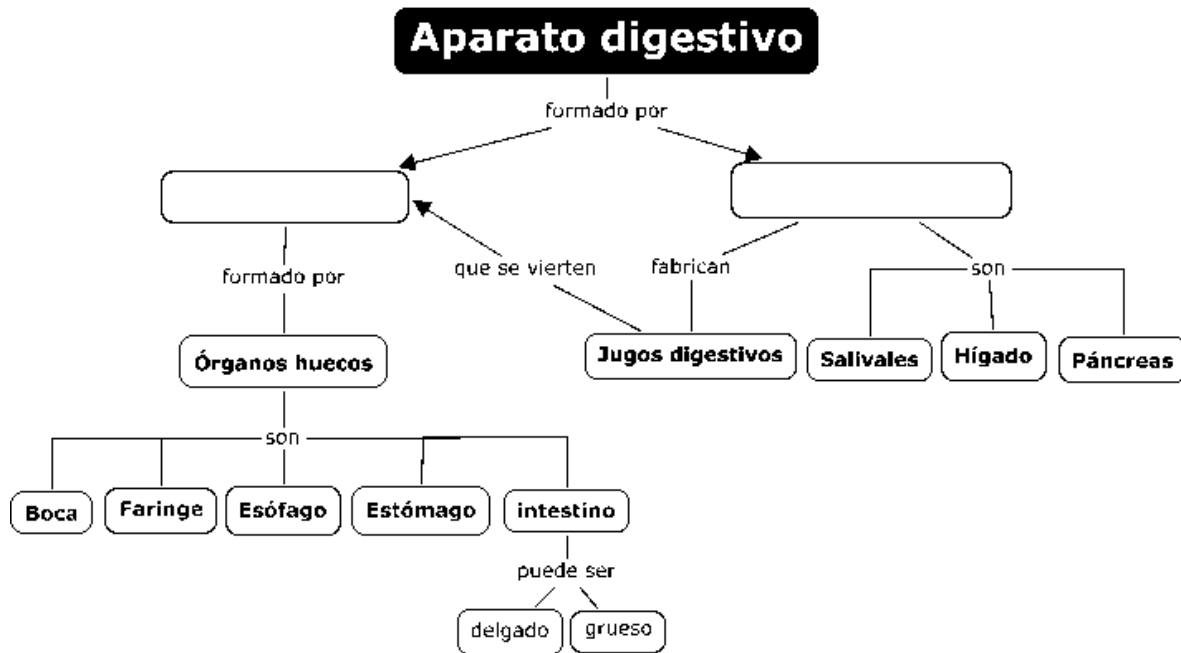 Aparato digestivo
formado por
que se vierten
fabrican
son
formado por
Jugos digestivos
Salivales
Hígado
Páncreas
Órganos huecos
son
Boca
Faringe
Esófago
Estómago
intestino
puede ser
delgado
grueso